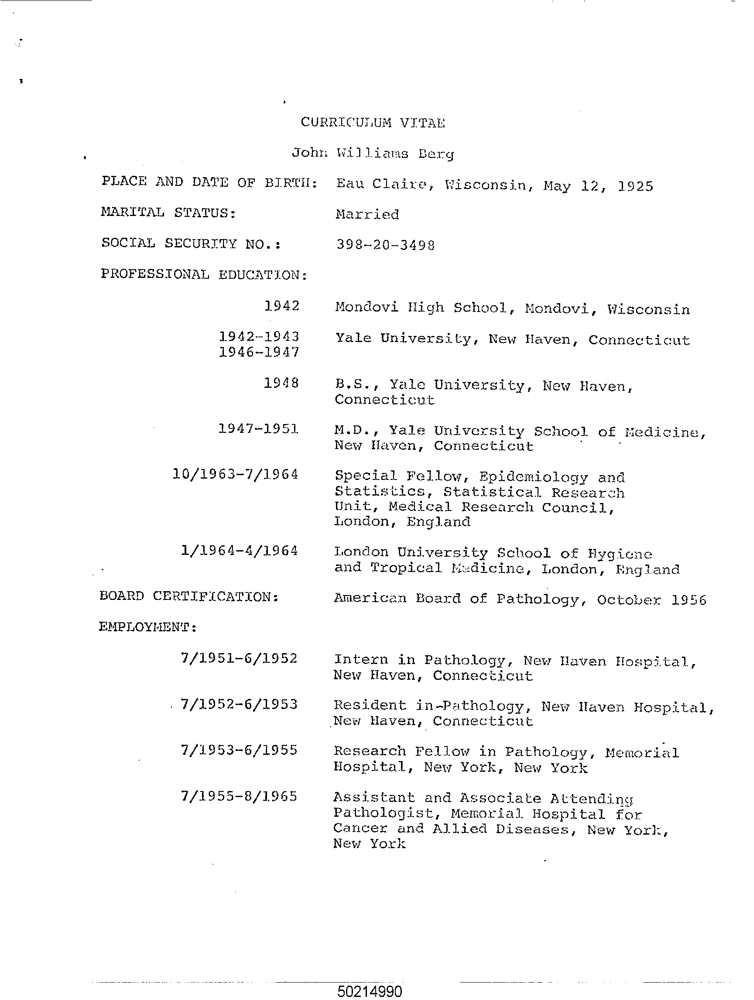 CURRICULUM VITAE
John Williams Berg
PLACE AND DATE OF BIRTH: Eau Claire, Wisconsin, May 12, 1925
MARITAL STATUS: Married
SOCIAL SECURITY NO.: 398-20-3498
PROFESSIONAL EDUCATION:
1942 Mondovi High School, Mondovi, Wisconsin
1942-1943 Yale University, New Haven, Connecticut
1946-1947
1948 B.S., Yale University, New Haven,
Connecticut
1947-1951 M.D., Yale University School of Medicine,
New Haven, Connecticut
10/1963-7/1964 Special Fellow, Epidemiology and
Statistics, Statistical Research
Unit, Medical Research Council,
London, England
1/1964-4/1964 London University School of Hygiene
and Tropical Medicine, London, England
BOARD CERTIFICATION: American Board of Pathology, October 1956
EMPLOYMENT:
7/1951-6/1952 Intern in Pathology, New Haven Hospital,
New Haven, Connecticut
7/1952-6/1953 Resident in-Pathology, New Haven Hospital,
New Haven, Connecticut
7/1953-6/1955 Research Fellow in Pathology, Memorial
Hospital, New York, New York
7/1955-8/1965 Assistant and Associate Attending
Pathologist, Memorial Hospital for
Cancer and Allied Diseases, New York,
New York
50214990